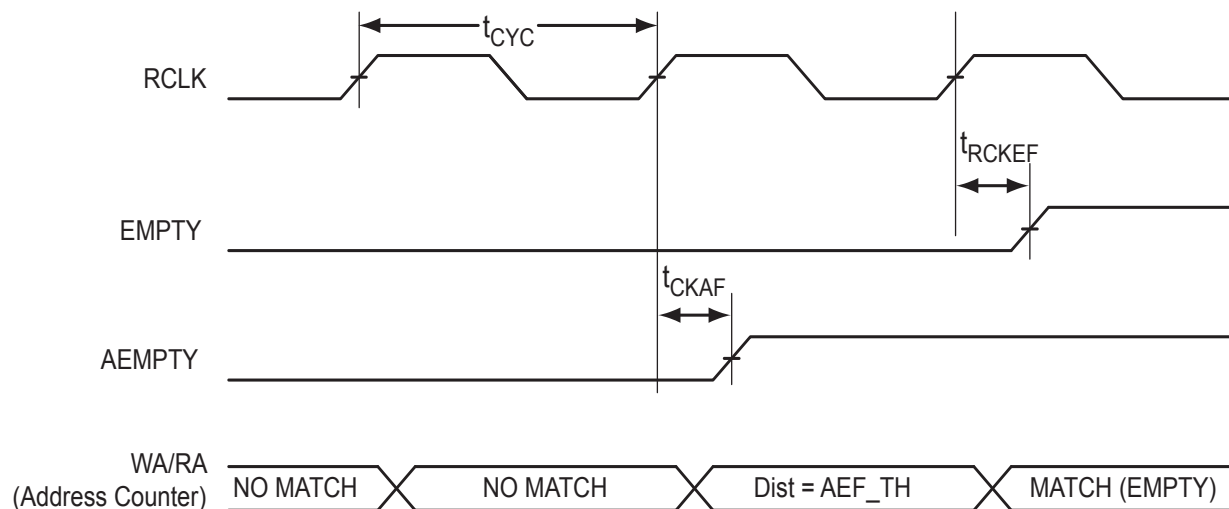 tCYC
RCLK
tRCKEF
EMPTY
tCKAF
AEMPTY
WA/RA
(Address Counter)
NO MATCH
NO MATCH
Dist = AEF_TH
MATCH (EMPTY)